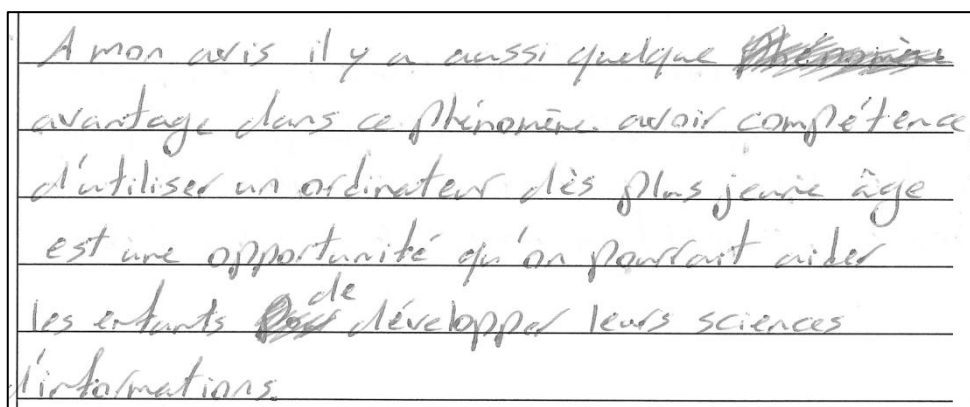 A mon avis il y a aussi quelque
avantage dans ce phénomène. avoir compétence
d'utiliser un ordinateur dès plus jeune âge
est une opportunité qu'on pourrait aider
les enfants de développer leurs sciences
d'informations.